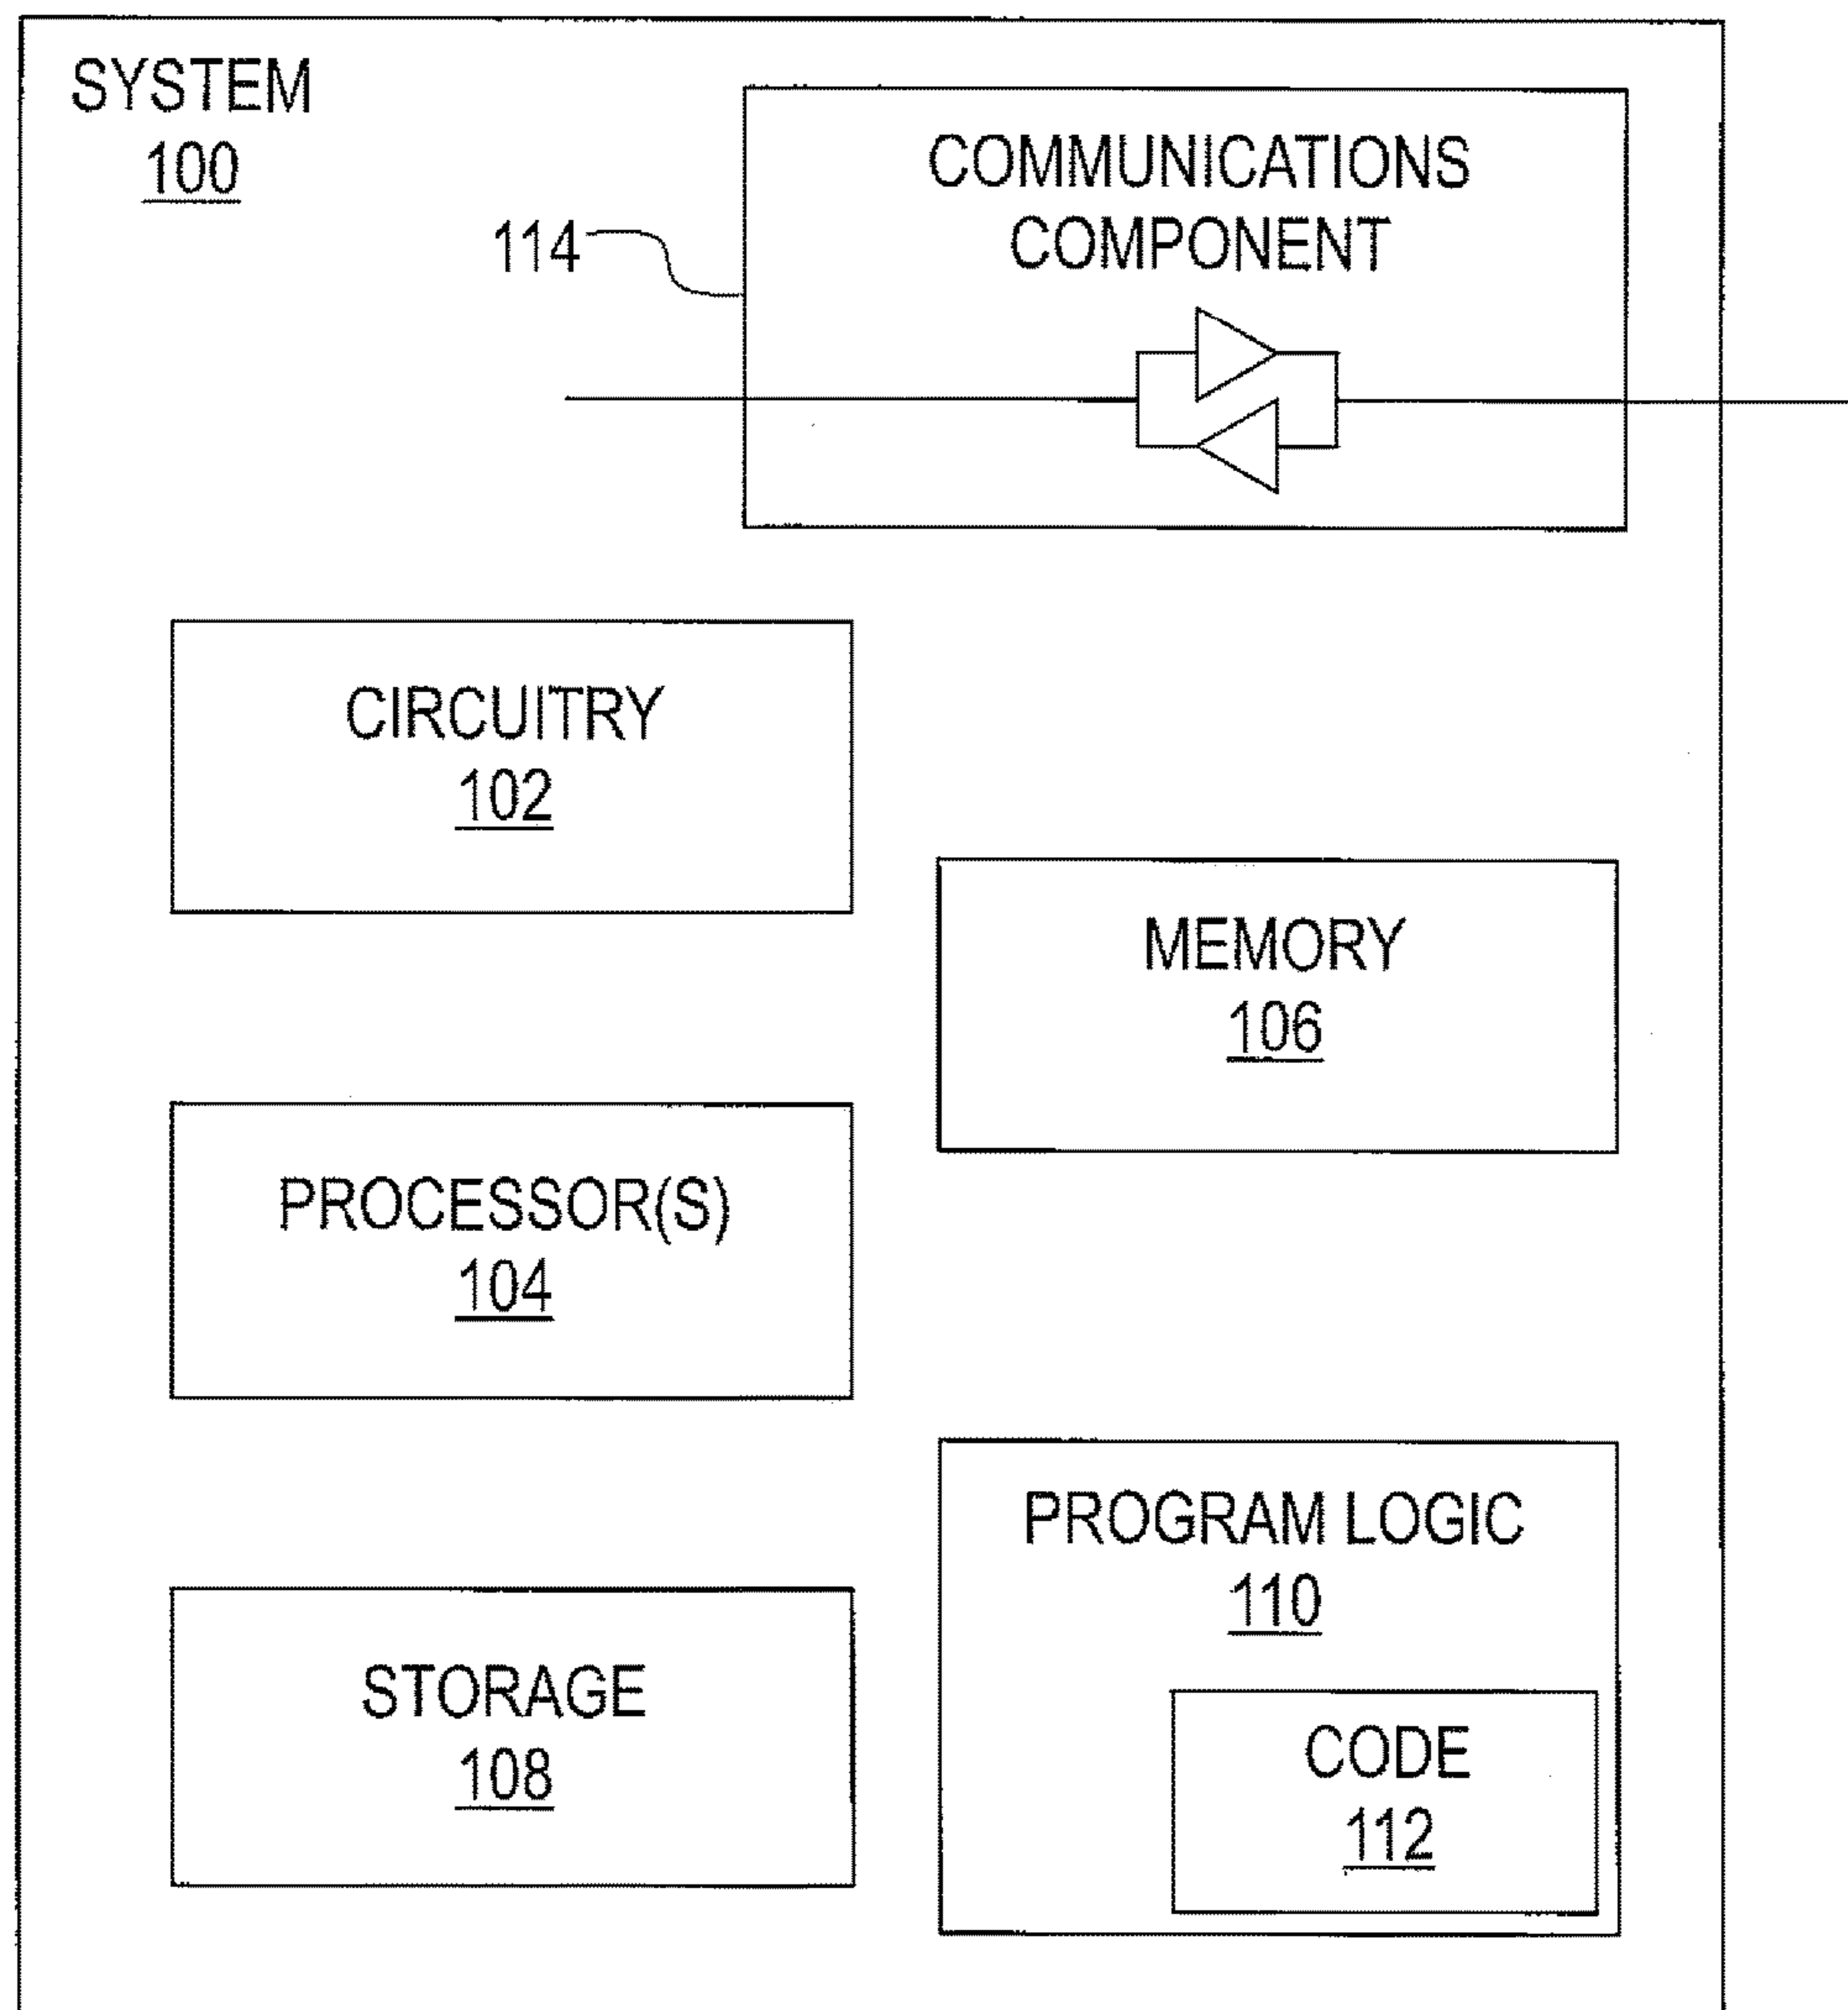 SYSTEM
100
COMMUNICATIONS
COMPONENT
114
CIRCUITRY
102
MEMORY
106
PROCESSOR(S)
104
PROGRAM LOGIC
110
STORAGE
108
CODE
112